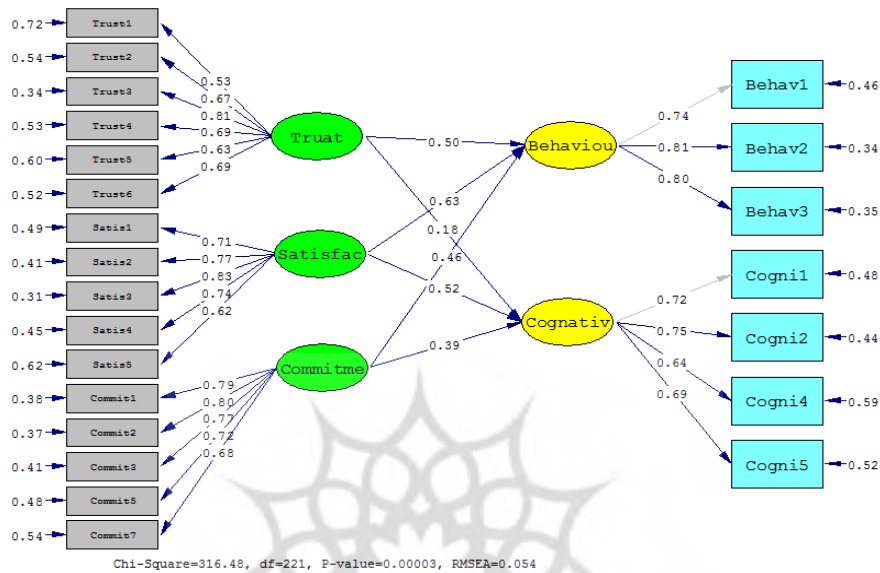 0.72 Trust1
0.54 Trust2
0.34 Trust3
0.53 Trust4
0.60 Trust5
0.52 Trust6
0.49 Satis1
0.41 Satis2
0.31 Satis3
0.45 Satis4
0.62 Satis5
0.38 Commit1
0.37 Commit2
0.41 Commit3
0.48 Commit5
0.54 Commit7
0.53
0.67
0.81
0.69
0.63
0.69
0.71
0.77
0.83
0.74
0.62
0.79
0.80
0.77
0.72
0.68
Truat
Satisfac
Commitme
0.50
0.63
0.18
0.46
0.52
0.39
Behaviou
Cognativ
0.74
0.81
0.80
0.72
0.75
0.64
0.69
Behav1 0.46
Behav2 0.34
Behav3 0.35
Cogni1 0.48
Cogni2 0.44
Cogni4 0.59
Cogni5 0.52
Chi-Square=316.48, df=221, P-value=0.00003, RMSEA=0.054